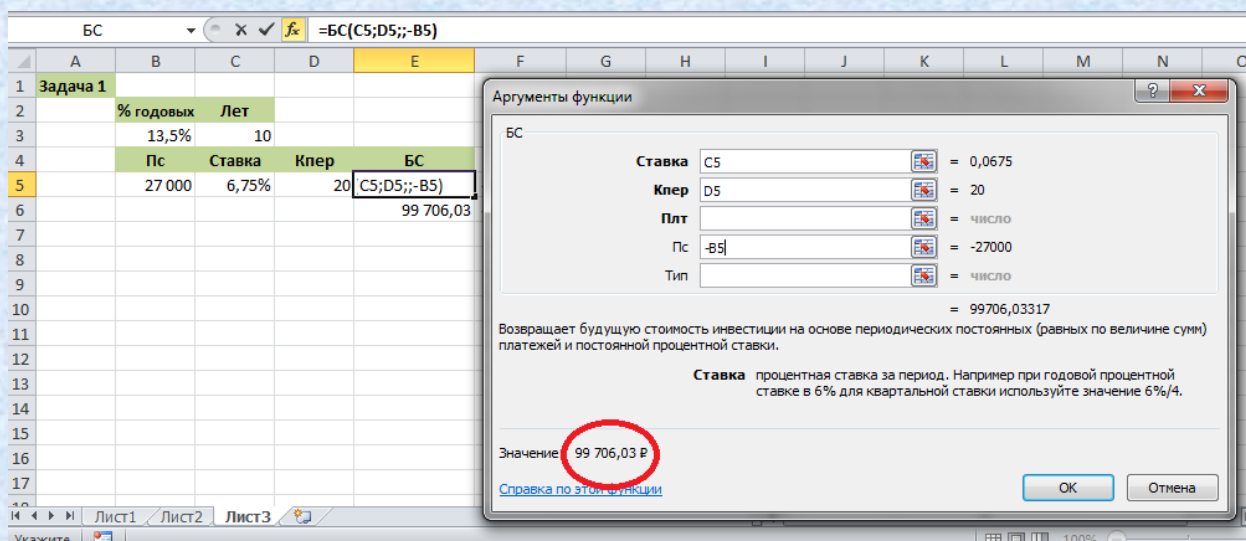 БС =БС(C5;D5;;-B5)
A B C D E F G H I J K L M N
1 Задача 1
2 % годовых Лет
3 13,5% 10
4 Пс Ставка Кпер БС
5 27 000 6,75% 20 C5;D5;;-B5)
6 99 706,03
7
8
9
10
11
12
13
14
15
16
17
Аргументы функции
БС
Ставка C5 = 0,0675
Кпер D5 = 20
Плт = число
Пс -B5 = -27000
Тип = число
= 99706,03317
Возвращает будущую стоимость инвестиции на основе периодических постоянных (равных по величине сумм)
платежей и постоянной процентной ставки.
Ставка процентная ставка за период. Например при годовой процентной
ставке в 6% для квартальной ставки используйте значение 6%/4.
Значение: 99 706,03 ₽
Справка по этой функции
ОК Отмена
Лист1 Лист2 Лист3
Укажите 100%